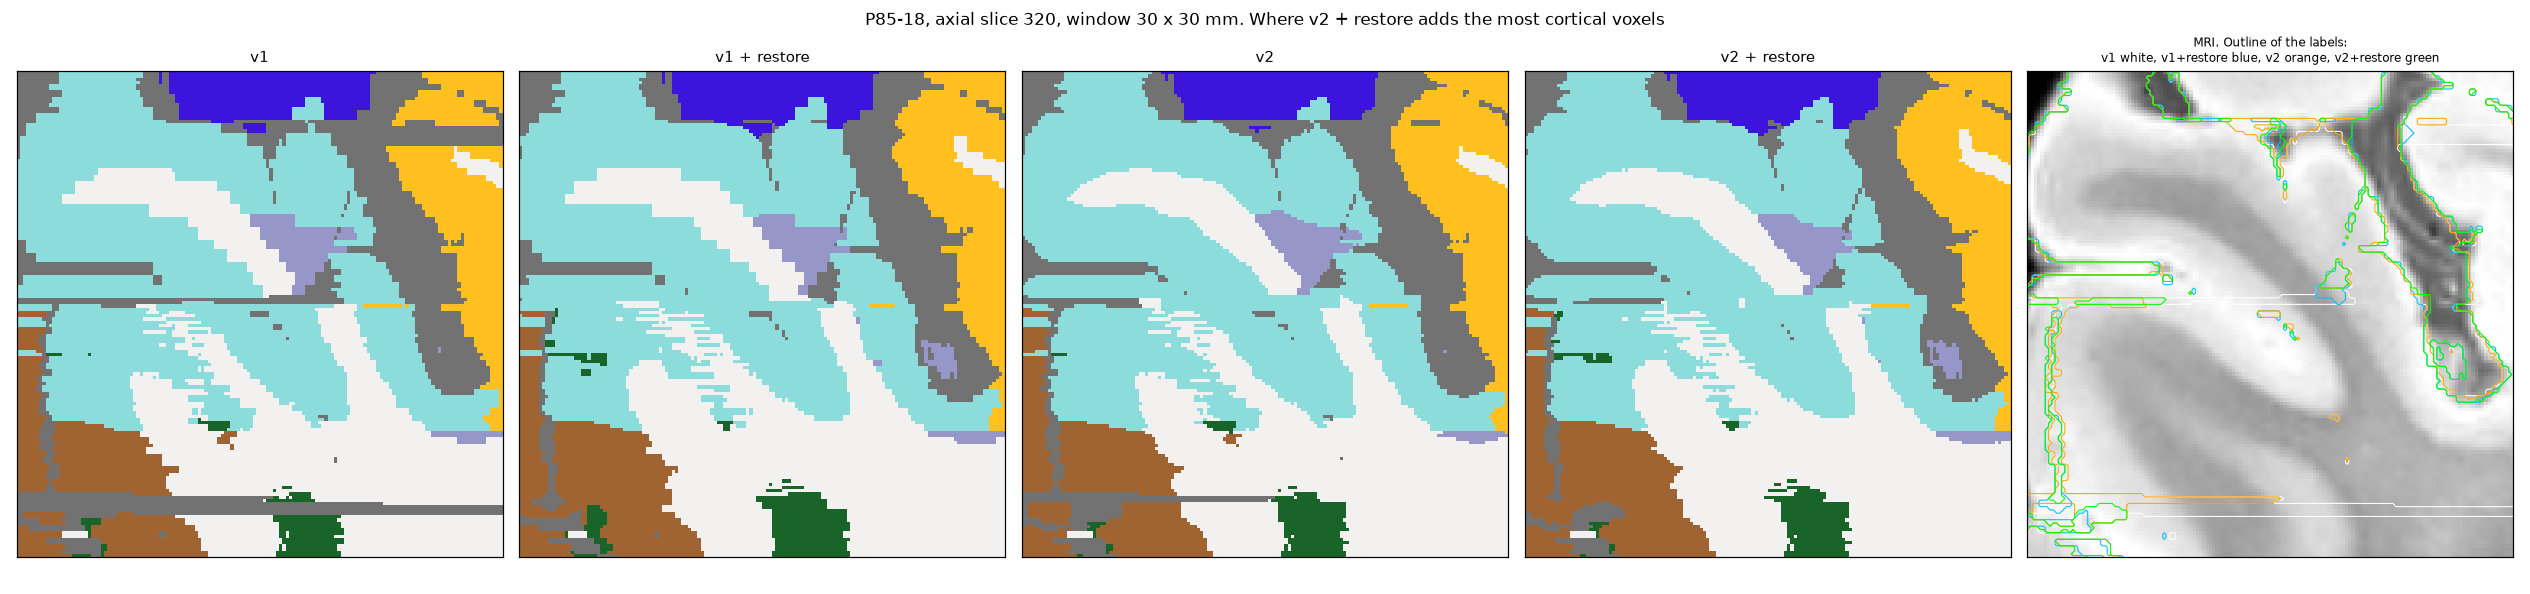 P85-18, axial slice 320, window 30 x 30 mm. Where v2 + restore adds the most cortical voxels
v1
v1 + restore
v2
v2 + restore
MRI. Outline of the labels:
v1 white, v1+restore blue, v2 orange, v2+restore green